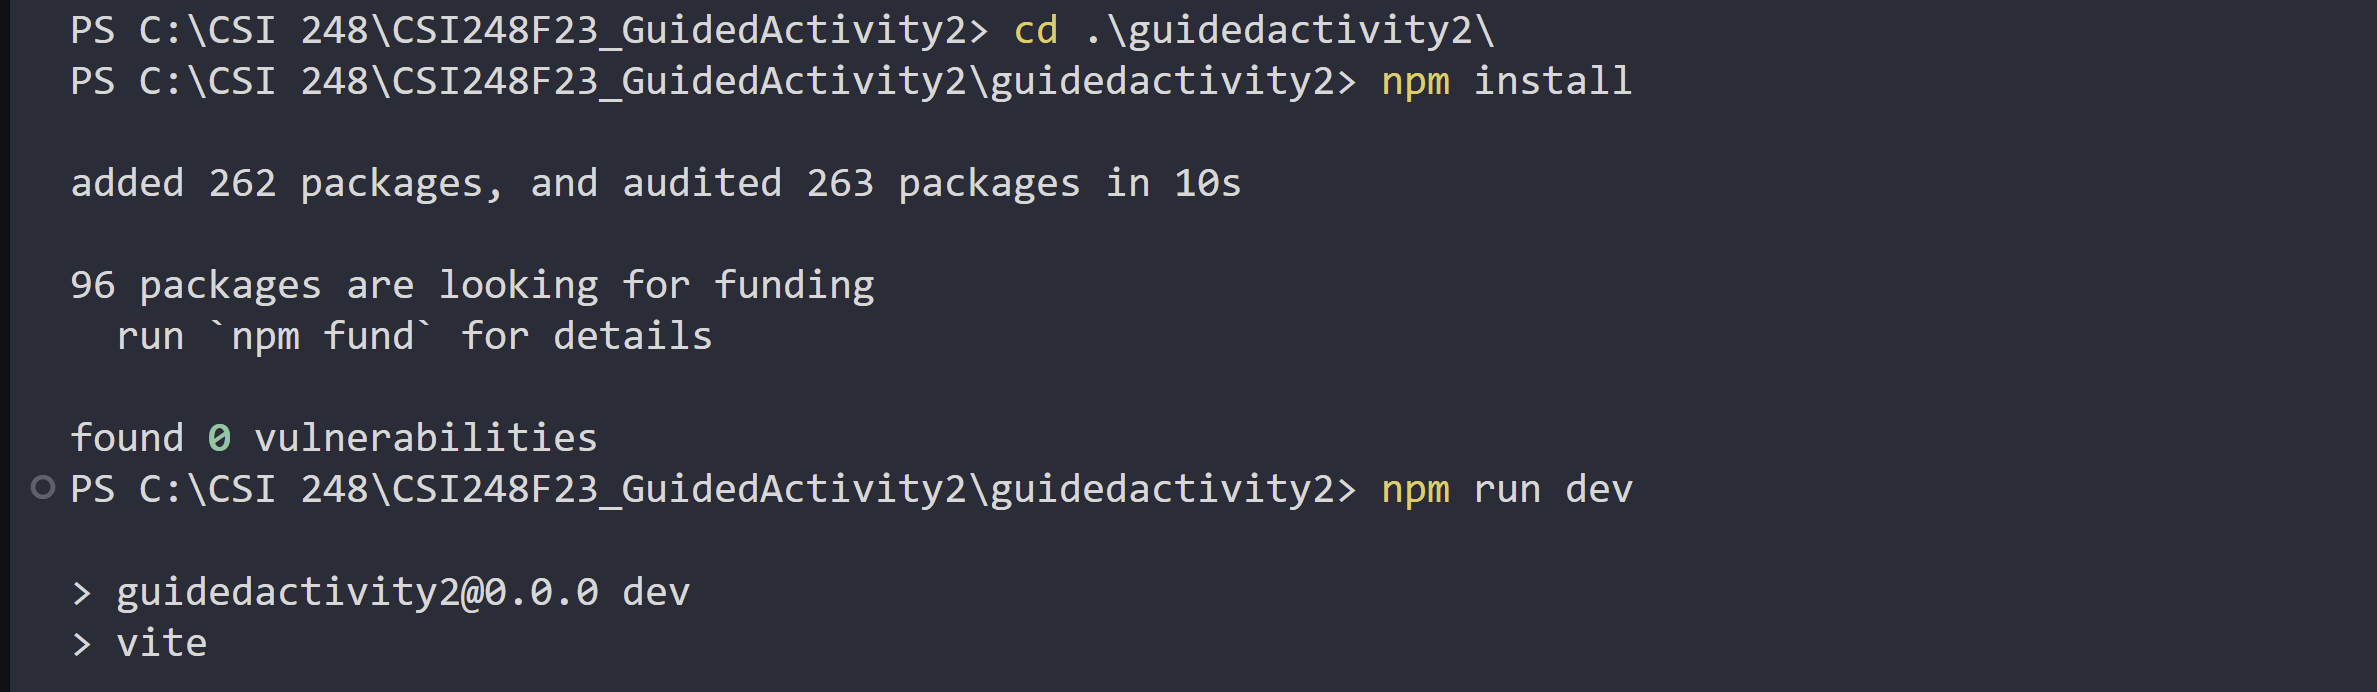 PS C:\CSI 248\CSI248F23_GuidedActivity2> cd .\guidedactivity2\
PS C:\CSI 248\CSI248F23_GuidedActivity2\guidedactivity2> npm install
added 262 packages, and audited 263 packages in 10s
96 packages are looking for funding
  run `npm fund` for details
found 0 vulnerabilities
PS C:\CSI 248\CSI248F23_GuidedActivity2\guidedactivity2> npm run dev
> guidedactivity2@0.0.0 dev
> vite